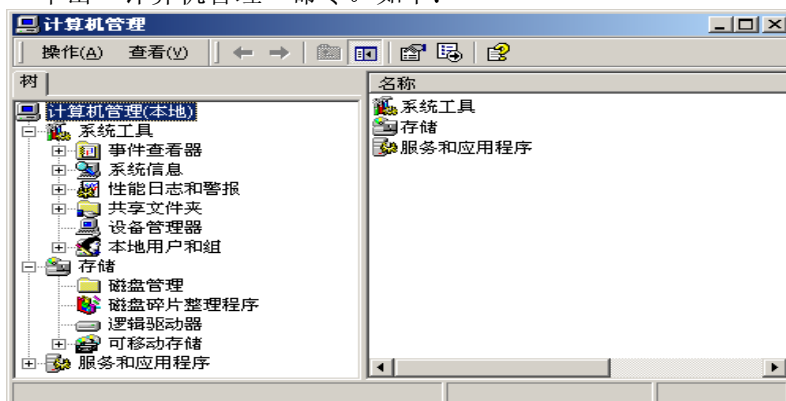 计算机管理
操作(A) 查看(V)
树
名称
计算机管理(本地)
系统工具
事件查看器
系统信息
性能日志和警报
共享文件夹
设备管理器
本地用户和组
存储
磁盘管理
磁盘碎片整理程序
逻辑驱动器
可移动存储
服务和应用程序
系统工具
存储
服务和应用程序